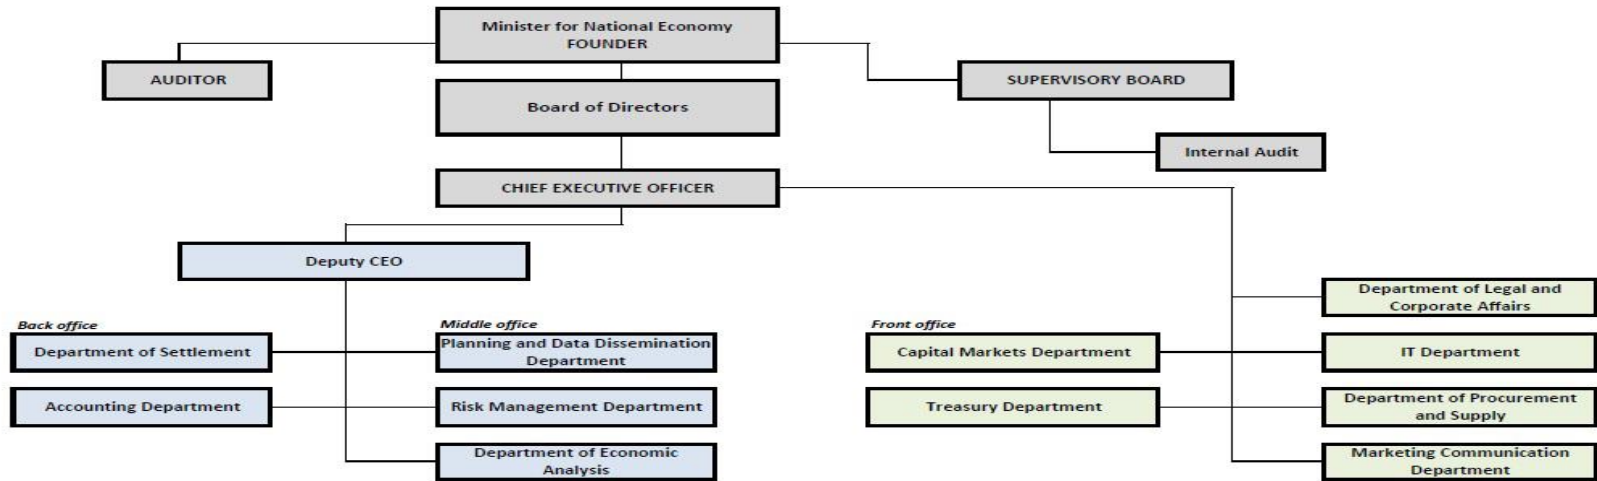 Minister for National Economy
FOUNDER
AUDITOR
SUPERVISORY BOARD
Board of Directors
Internal Audit
CHIEF EXECUTIVE OFFICER
Deputy CEO
Back office
Department of Settlement
Accounting Department
Middle office
Planning and Data Dissemination
Department
Risk Management Department
Department of Economic
Analysis
Front office
Capital Markets Department
Treasury Department
Department of Legal and
Corporate Affairs
IT Department
Department of Procurement
and Supply
Marketing Communication
Department